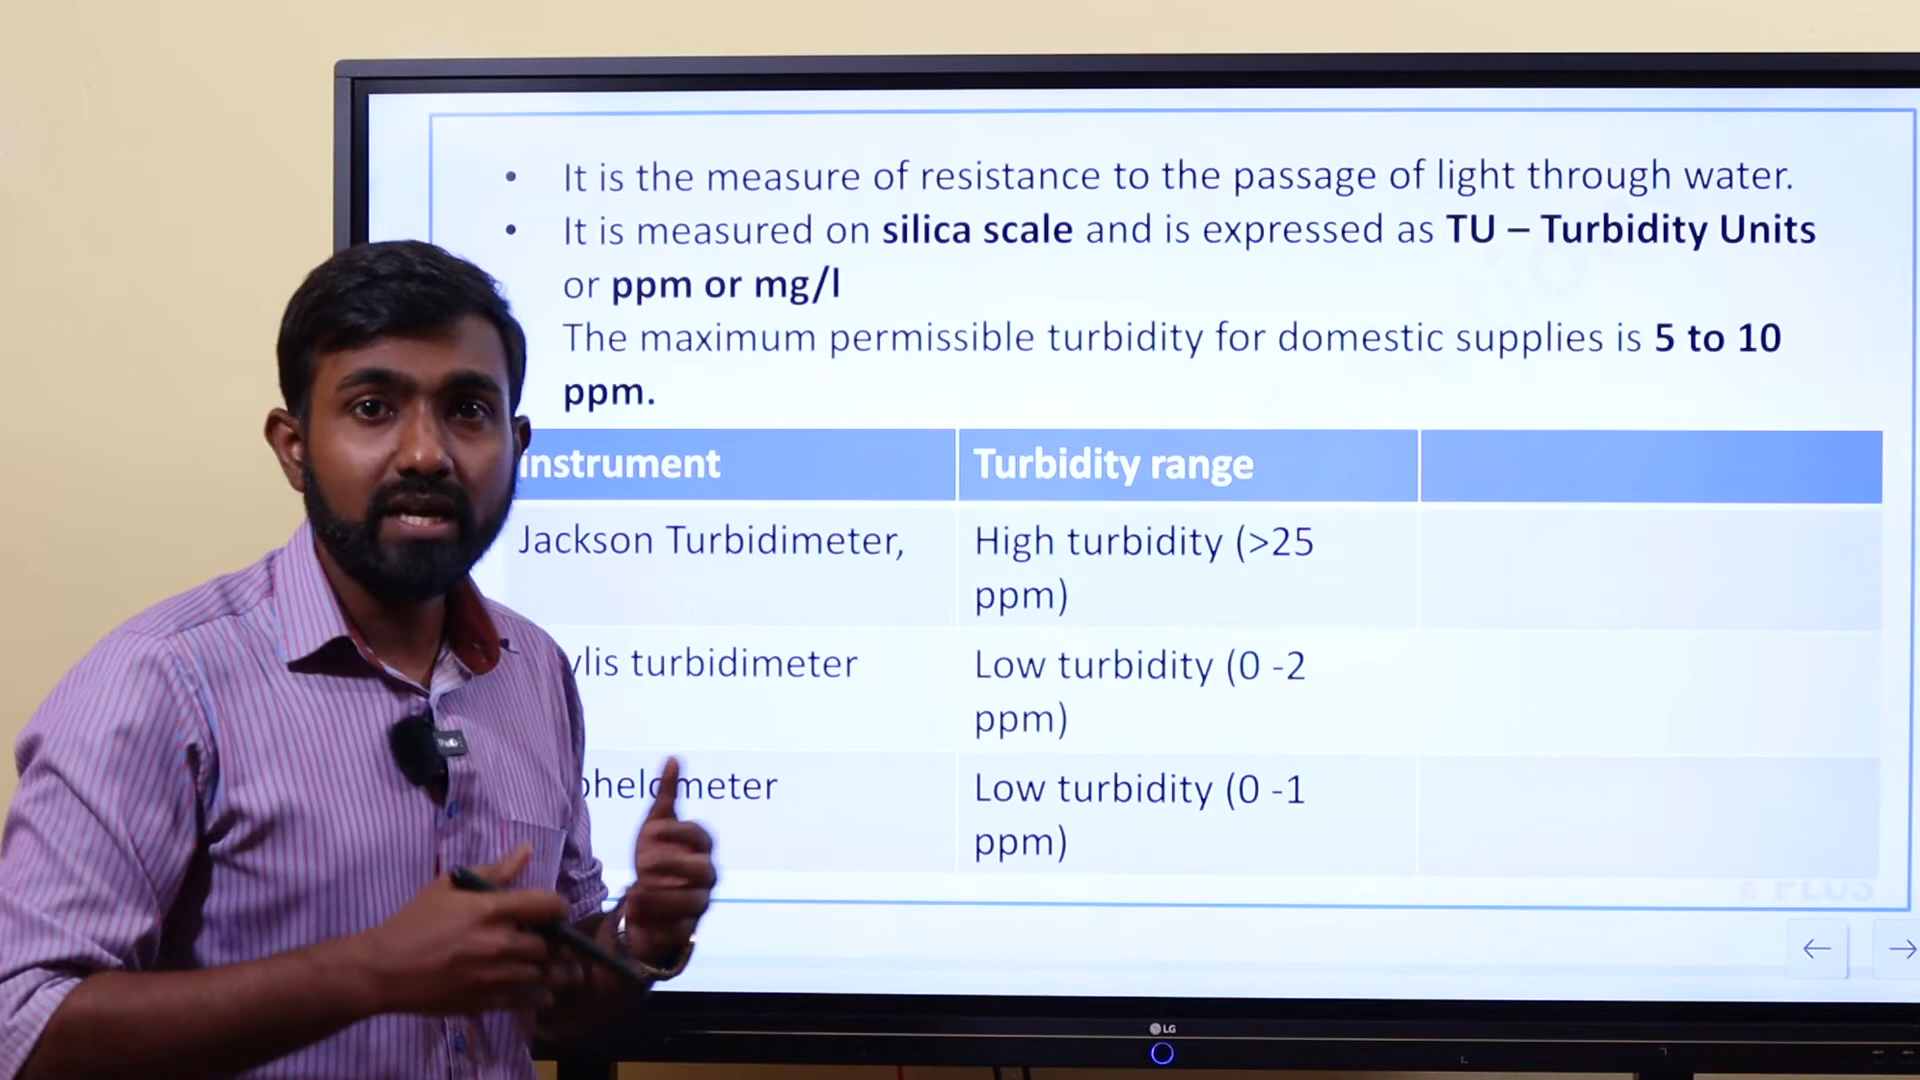 • It is the measure of resistance to the passage of light through water.
• It is measured on silica scale and is expressed as TU – Turbidity Units
or ppm or mg/l
The maximum permissible turbidity for domestic supplies is 5 to 10
ppm.
instrument Turbidity range
Jackson Turbidimeter, High turbidity (>25
ppm)
turbidimeter Low turbidity (0 -2
ppm)
Low turbidity (0 -1
ppm)
PLUS
LG